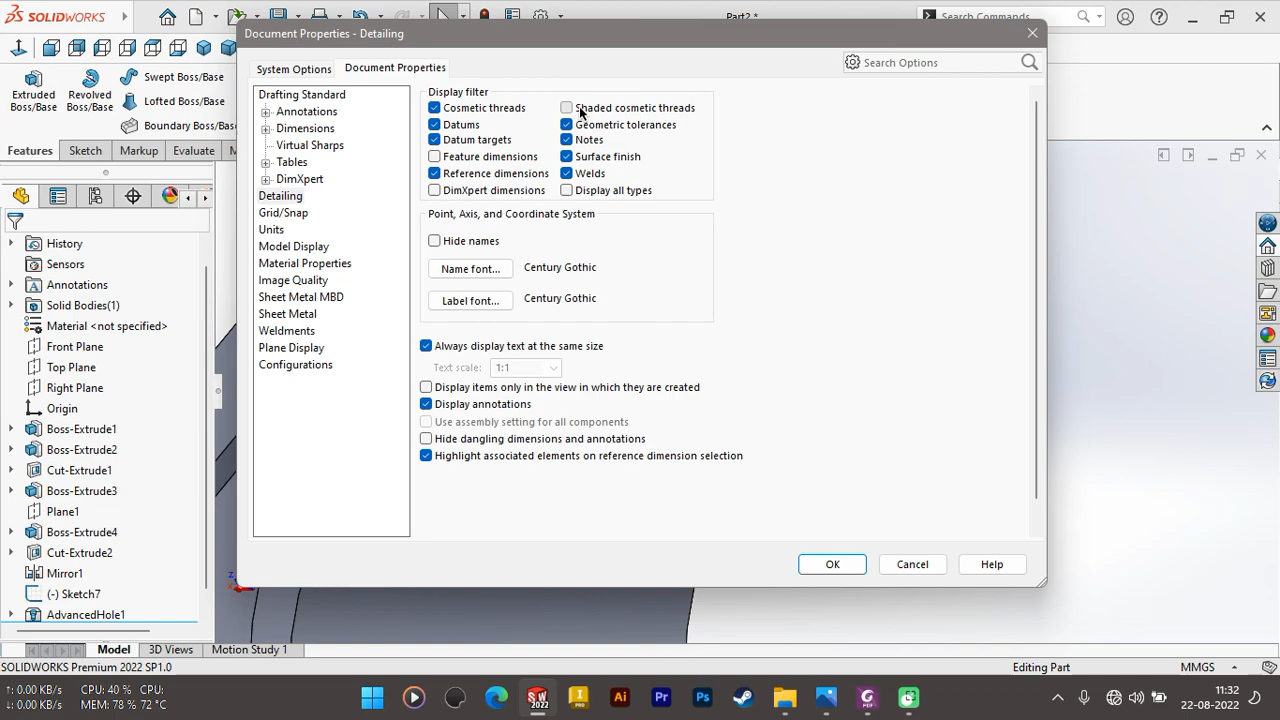 SOLIDWORKS
Part2 *
Search Commands
Document Properties - Detailing
System Options
Document Properties
Search Options
Extruded Boss/Base
Revolved Boss/Base
Swept Boss/Base
Lofted Boss/Base
Features
Sketch
Markup
Evaluate
History
Sensors
Annotations
Solid Bodies(1)
Material <not specified>
Front Plane
Top Plane
Right Plane
Origin
Boss-Extrude1
Boss-Extrude2
Cut-Extrude1
Boss-Extrude3
Plane1
Boss-Extrude4
Cut-Extrude2
Mirror1
(-) Sketch7
AdvancedHole1
Drafting Standard
Annotations
Dimensions
Virtual Sharps
Tables
DimXpert
Detailing
Grid/Snap
Units
Model Display
Material Properties
Image Quality
Sheet Metal MBD
Sheet Metal
Weldments
Plane Display
Configurations
Display filter
Cosmetic threads
Shaded cosmetic threads
Datums
Geometric tolerances
Datum targets
Notes
Feature dimensions
Surface finish
Reference dimensions
Welds
DimXpert dimensions
Display all types
Point, Axis, and Coordinate System
Hide names
Name font...
Century Gothic
Label font...
Century Gothic
Always display text at the same size
Text scale:
1:1
Display items only in the view in which they are created
Display annotations
Use assembly setting for all components
Hide dangling dimensions and annotations
Highlight associated elements on reference dimension selection
OK
Cancel
Help
Model
3D Views
Motion Study 1
SOLIDWORKS Premium 2022 SP1.0
Editing Part
MMGS
↑: 0.00 KB/s
CPU: 40 %
CPU:
↓: 0.00 KB/s
MEM: 78 %
72 °C
11:32
22-08-2022